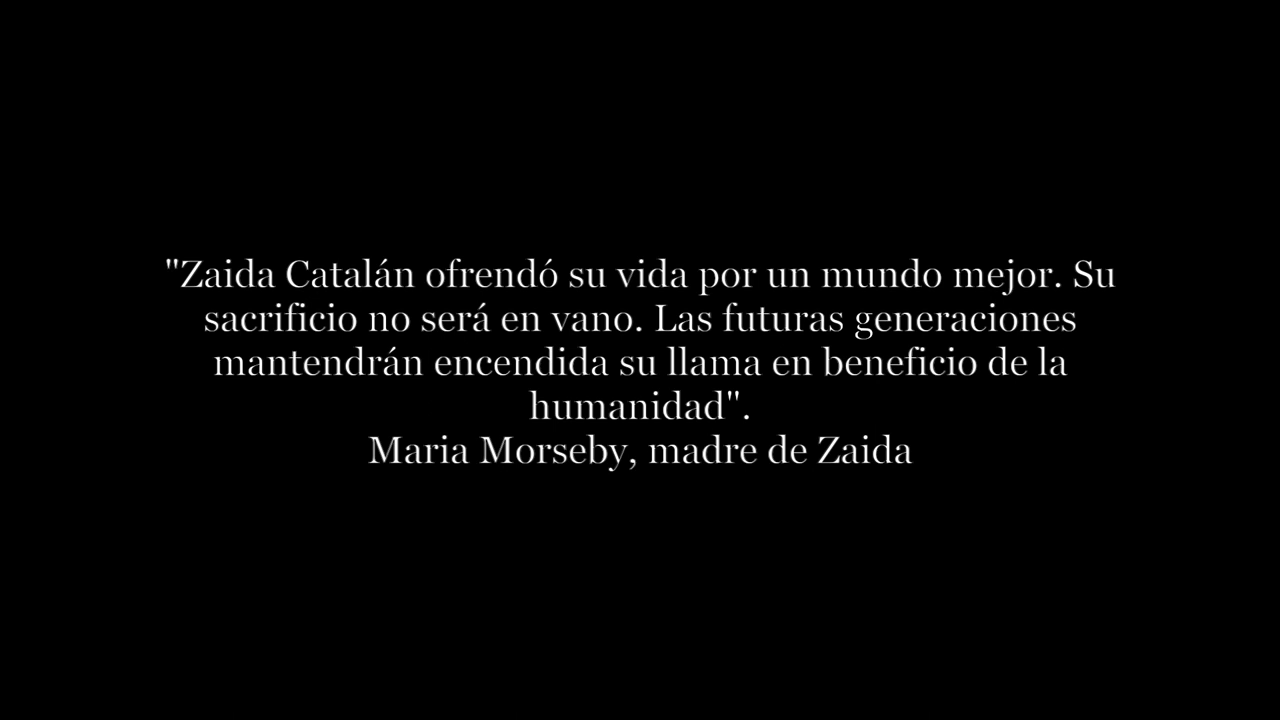 "Zaida Catalán ofrendó su vida por un mundo mejor. Su
sacrificio no será en vano. Las futuras generaciones
mantendrán encendida su llama en beneficio de la
humanidad".
Maria Morseby, madre de Zaida